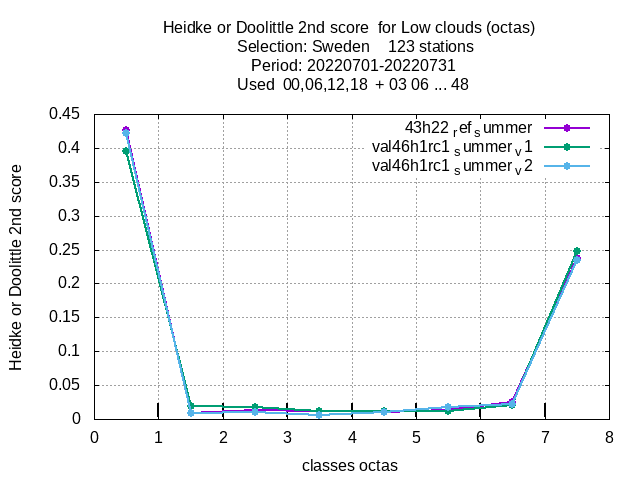 Heidke or Doolittle 2nd score  for Low clouds (octas)
Selection: Sweden    123 stations
Period: 20220701-20220731
Used  00,06,12,18  + 03 06 ... 48
43h22 ref summer
val46h1rc1 summer v1
val46h1rc1 summer v2
Heidke or Doolittle 2nd score
0.45
0.4
0.35
0.3
0.25
0.2
0.15
0.1
0.05
0
0 1 2 3 4 5 6 7 8
classes octas